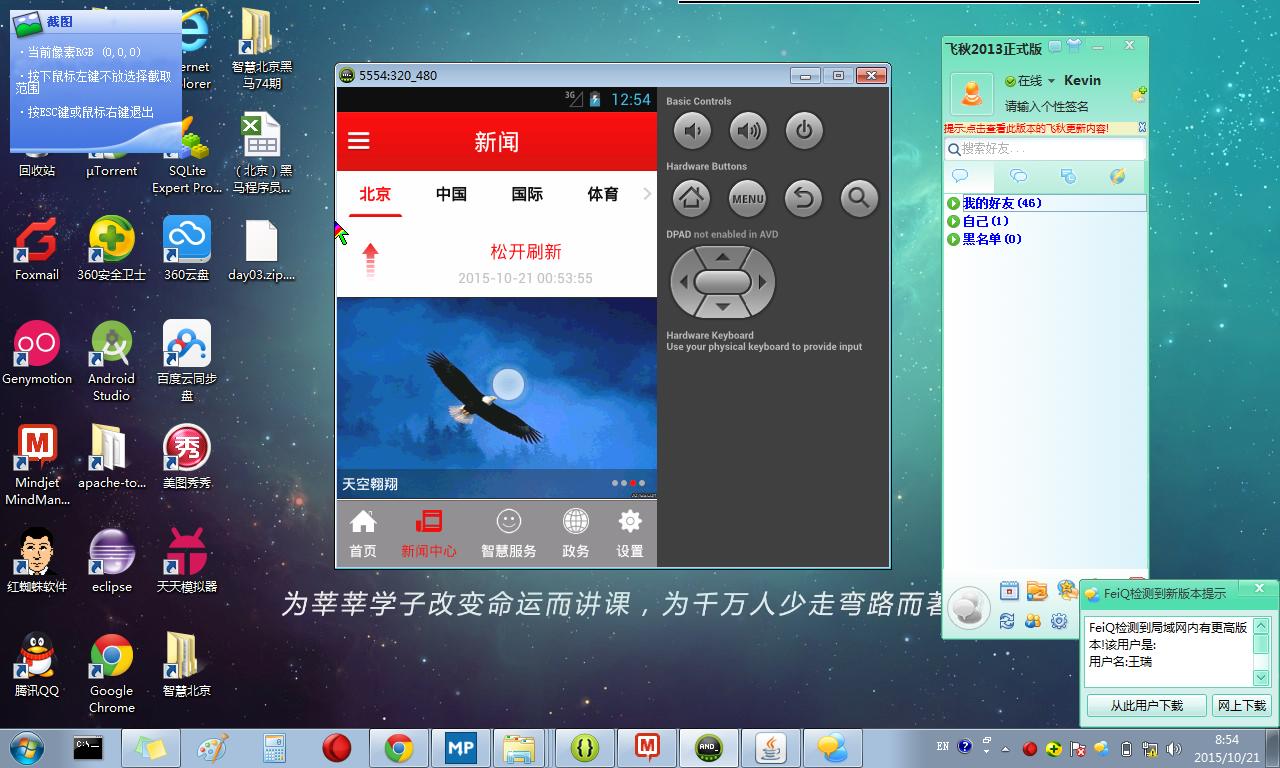 截图
· 当前像素RGB (0,0,0)
· 按下鼠标左键不放选择截取
范围
· 按ESC键或鼠标右键退出
智慧北京黑
马74期
回收站
μTorrent
SQLite
Expert Pro...
（北京）黑
马程序员...
Foxmail
360安全卫士
360云盘
day03.zip....
Genymotion
Android
Studio
百度云同步
盘
Mindjet
MindMan...
apache-to...
美图秀秀
红蜘蛛软件
eclipse
天天模拟器
腾讯QQ
Google
Chrome
智慧北京
5554:320_480
3G
12:54
新闻
北京
中国
国际
体育
松开刷新
2015-10-21 00:53:55
天空翱翔
首页
新闻中心
智慧服务
政务
设置
Basic Controls
Hardware Buttons
MENU
DPAD not enabled in AVD
Hardware Keyboard
Use your physical keyboard to provide input
为莘莘学子改变命运而讲课，为千万人少走弯路而著
飞秋2013正式版
在线
Kevin
请输入个性签名
提示:点击查看此版本的飞秋更新内容!
搜索好友...
我的好友(46)
自己(1)
黑名单(0)
FeiQ检测到新版本提示
FeiQ检测到局域网内有更高版
本!该用户是:
用户名:王瑞
从此用户下载
网上下载
EN
8:54
2015/10/21